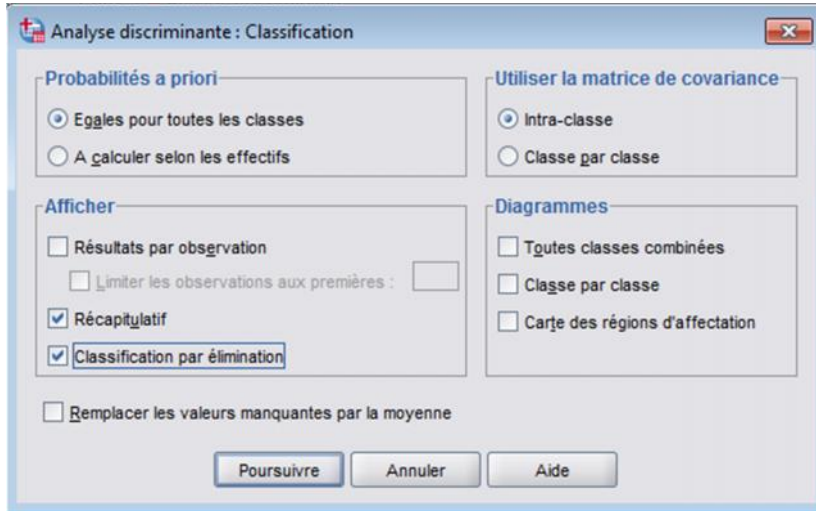 Analyse discriminante : Classification
Probabilités a priori
Egales pour toutes les classes
A calculer selon les effectifs
Utiliser la matrice de covariance
Intra-classe
Classe par classe
Afficher
Résultats par observation
Limiter les observations aux premières :
Récapitulatif
Classification par élimination
Diagrammes
Toutes classes combinées
Classe par classe
Carte des régions d'affectation
Remplacer les valeurs manquantes par la moyenne
Poursuivre
Annuler
Aide